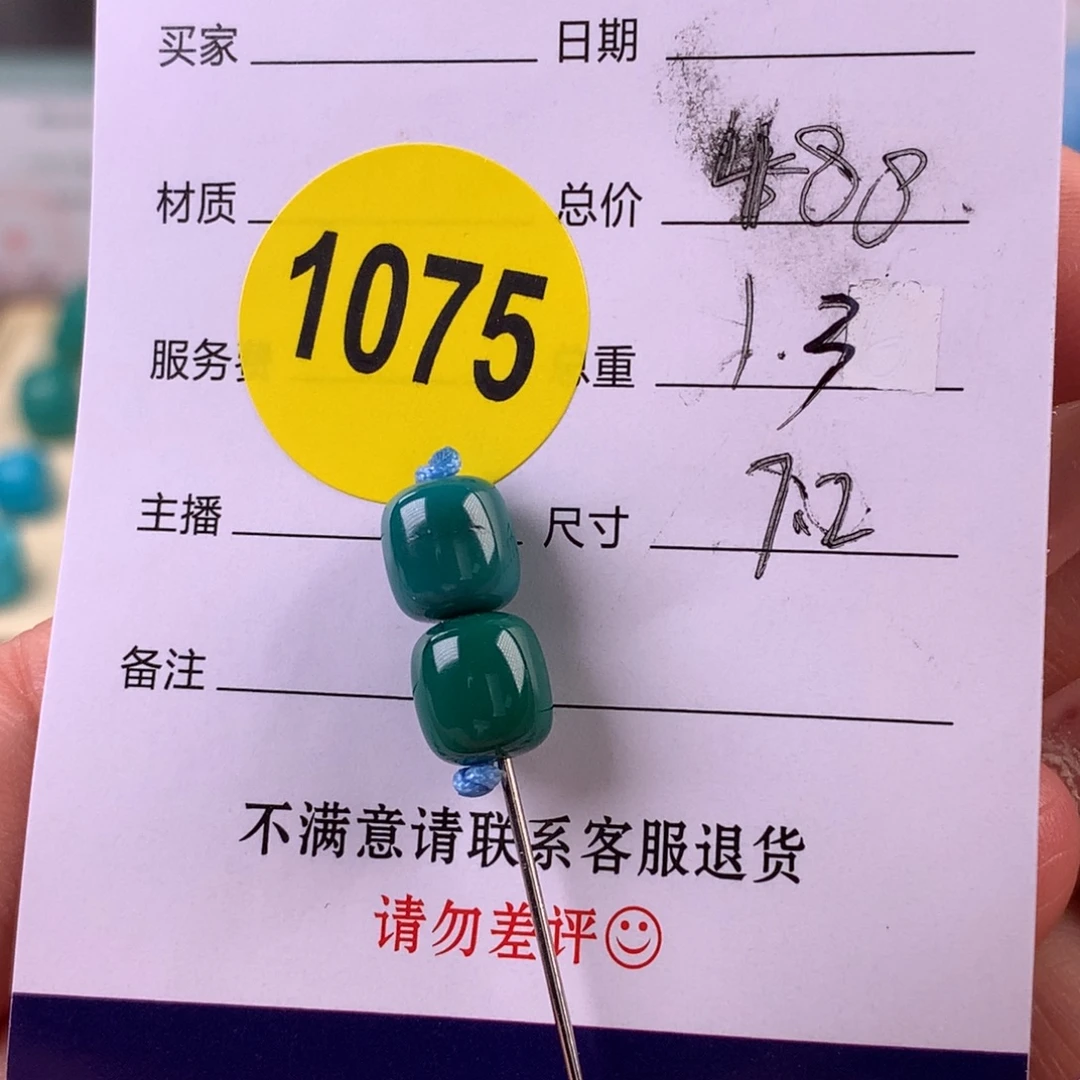 买家 日期
材质 总价 488
1075
服务费 总重 1.3
主播 尺寸 7.2
备注
不满意请联系客服退货
请勿差评